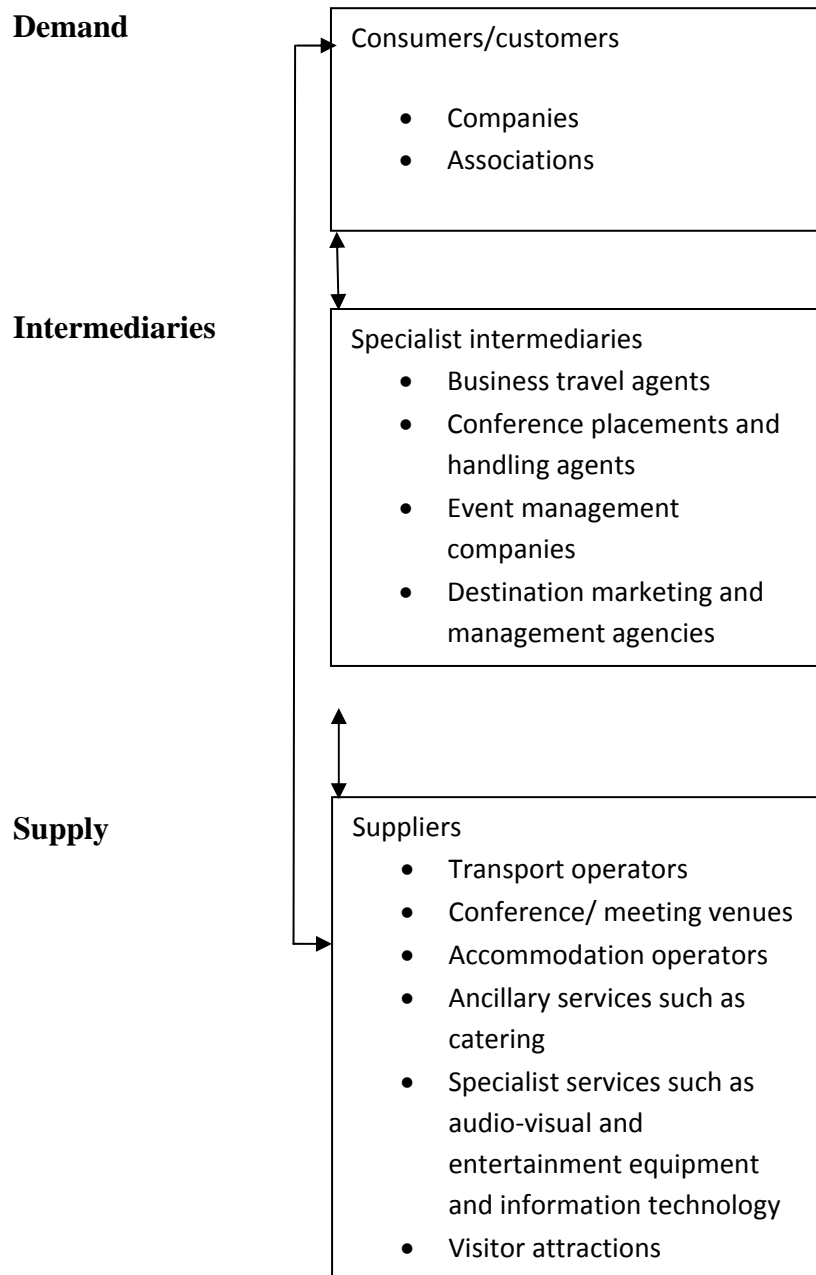 Demand
Consumers/customers
• Companies
• Associations
Intermediaries
Specialist intermediaries
• Business travel agents
• Conference placements and
handling agents
• Event management
companies
• Destination marketing and
management agencies
Supply
Suppliers
• Transport operators
• Conference/ meeting venues
• Accommodation operators
• Ancillary services such as
catering
• Specialist services such as
audio-visual and
entertainment equipment
and information technology
• Visitor attractions